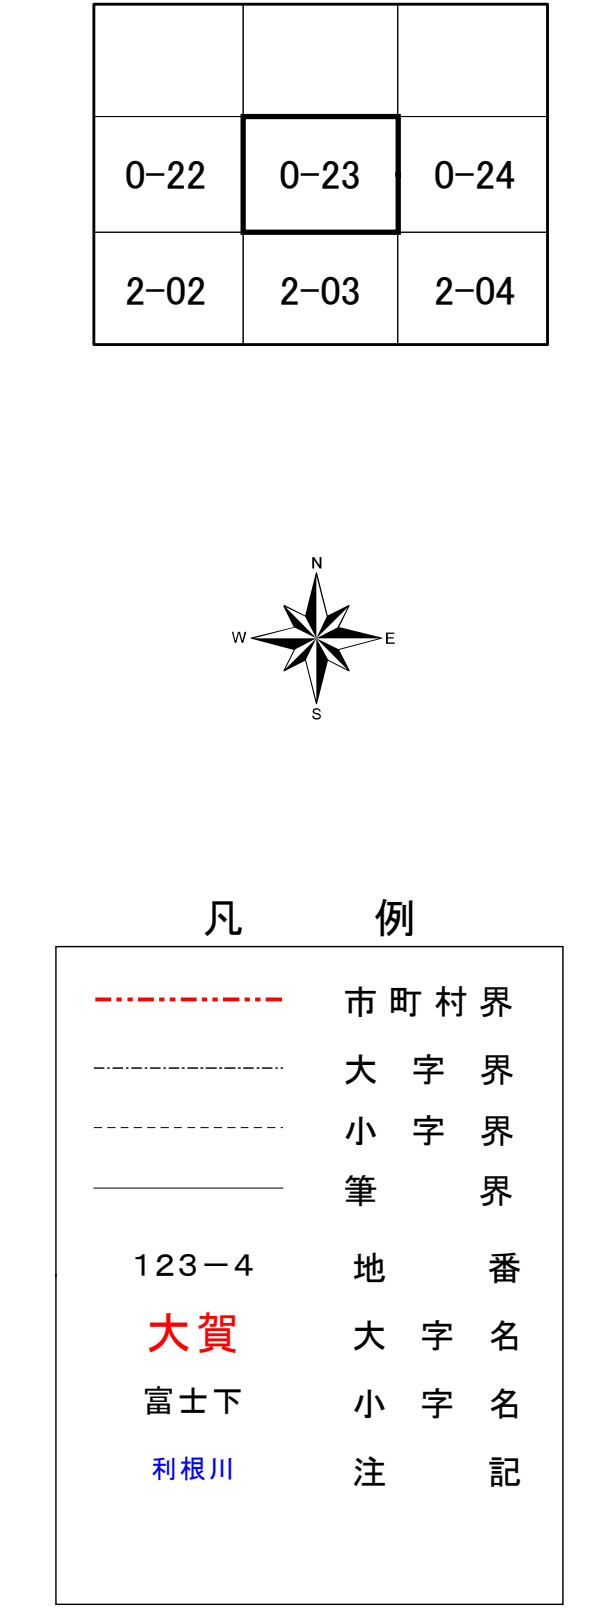 0-22 0-23 0-24
2-02 2-03 2-04
N
W E
S
凡 例
市町村界
大字界
小字界
筆界
123-4 地番
大賀 大字名
富士下 小字名
利根川 注記